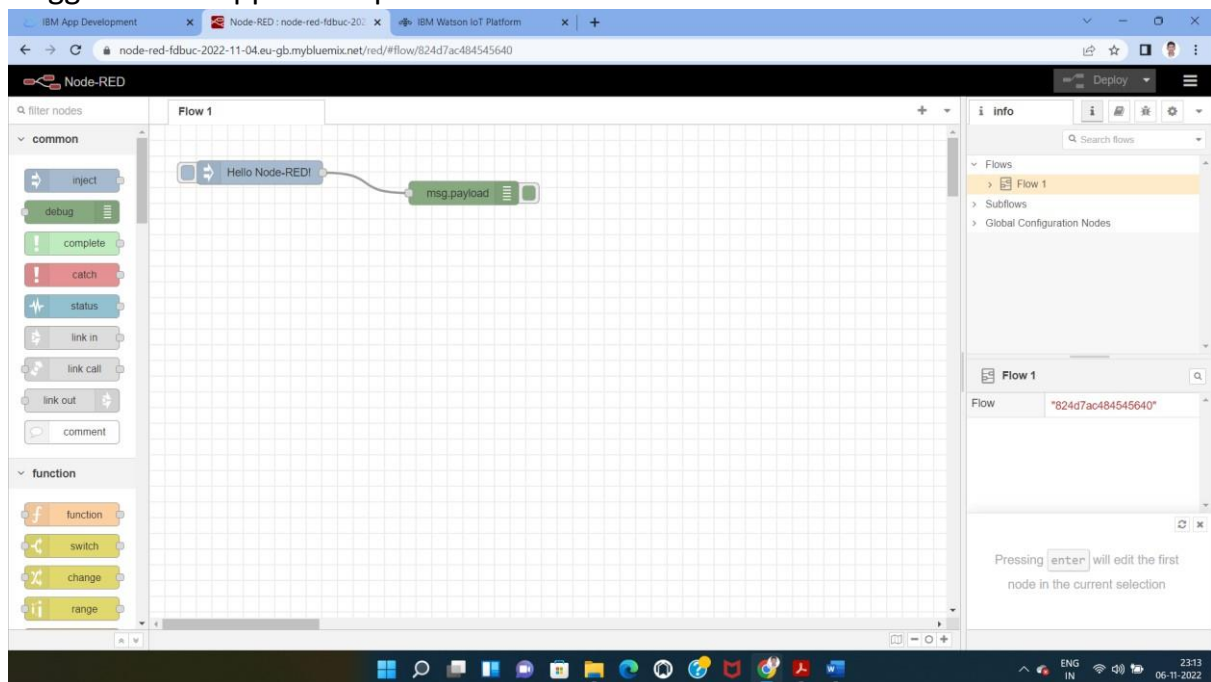 IBM App Development
Node-RED : node-red-fdbuc-202
IBM Watson IoT Platform
node-red-fdbuc-2022-11-04.eu-gb.mybluemix.net/red/#flow/824d7ac484545640
Node-RED
Deploy
filter nodes
Flow 1
i info
common
Search flows
Flows
Flow 1
Subflows
Global Configuration Nodes
inject
debug
complete
catch
status
link in
link call
link out
comment
Hello Node-RED!
msg.payload
Flow 1
Flow "824d7ac484545640"
function
function
switch
change
range
Pressing enter will edit the first
node in the current selection
ENG
IN
23:13
06-11-2022